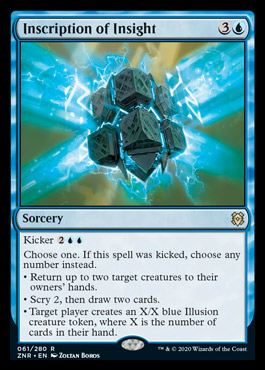 Inscription of Insight 3
Sorcery
Kicker 2
Choose one. If this spell was kicked, choose any
number instead.
• Return up to two target creatures to their
owners' hands.
• Scry 2, then draw two cards.
• Target player creates an X/X blue Illusion
creature token, where X is the number of
cards in their hand.
061/280 R
ZNR • EN Zoltan Boros
™ & © 2020 Wizards of the Coast